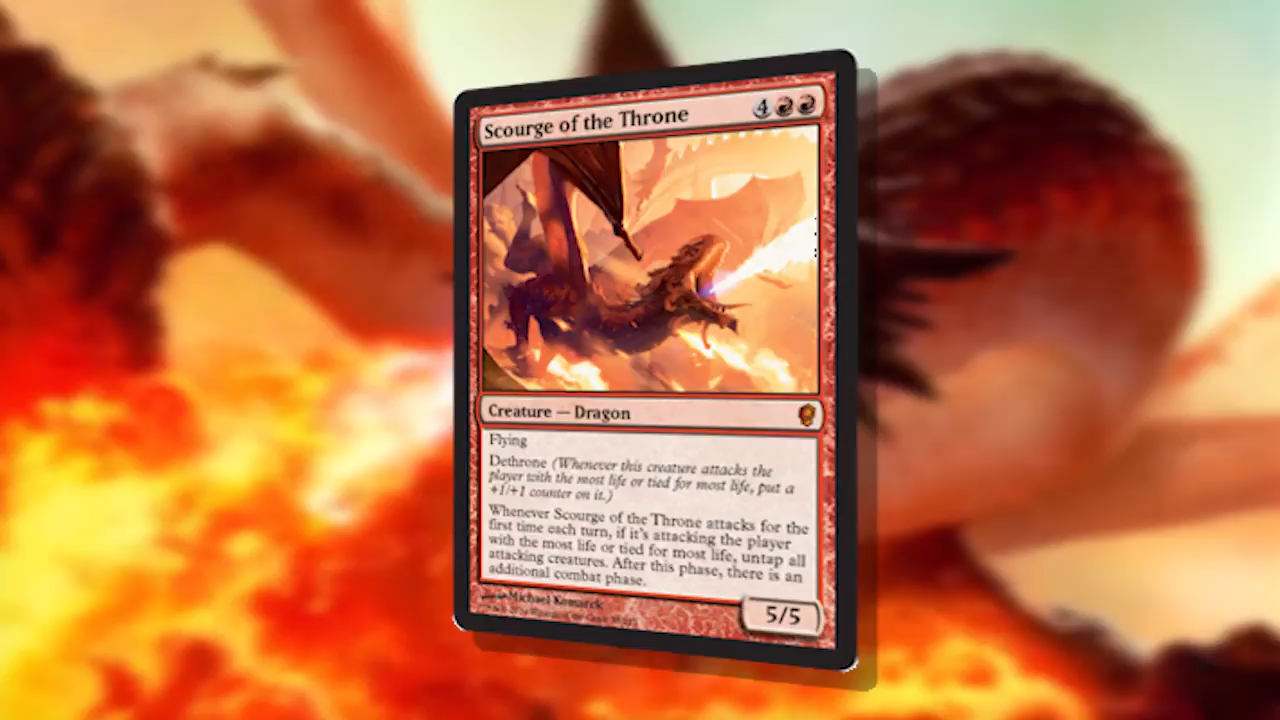 Scourge of the Throne 4
Creature — Dragon
Flying
Dethrone (Whenever this creature attacks the
player with the most life or tied for most life, put a
+1/+1 counter on it.)
Whenever Scourge of the Throne attacks for the
first time each turn, if it's attacking the player
with the most life or tied for most life, untap all
attacking creatures. After this phase, there is an
additional combat phase.
Michael Komarck
5/5